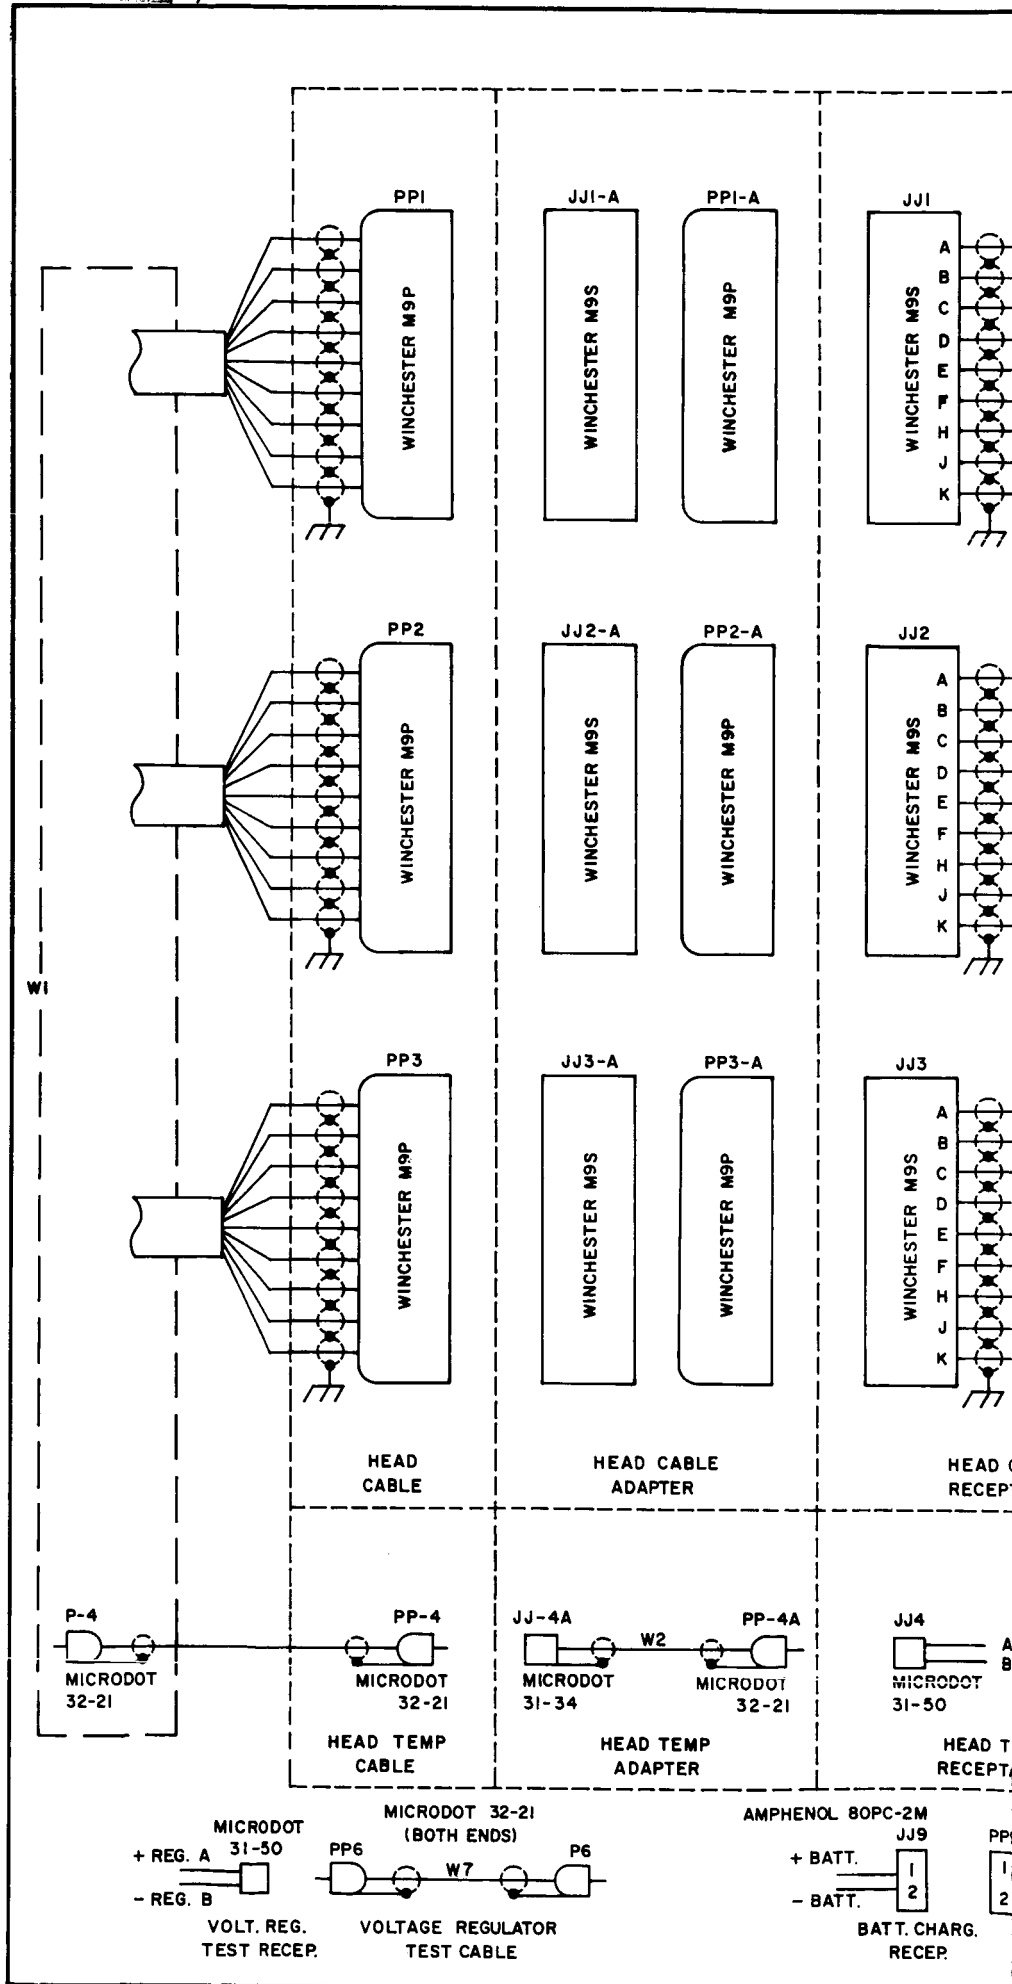 PP1
JJ1-A
PP1-A
JJ1
WINCHESTER M9P
WINCHESTER M9S
WINCHESTER M9P
WINCHESTER M9S
A
B
C
D
E
F
H
J
K
PP2
JJ2-A
PP2-A
JJ2
WINCHESTER M9P
WINCHESTER M9S
WINCHESTER M9P
WINCHESTER M9S
A
B
C
D
E
F
H
J
K
W1
PP3
JJ3-A
PP3-A
JJ3
WINCHESTER M9P
WINCHESTER M9S
WINCHESTER M9P
WINCHESTER M9S
A
B
C
D
E
F
H
J
K
HEAD
CABLE
HEAD CABLE
ADAPTER
HEAD
RECEPT
P-4
MICRODOT
32-21
PP-4
MICRODOT
32-21
HEAD TEMP
CABLE
JJ-4A
W2
PP-4A
MICRODOT
31-34
MICRODOT
32-21
HEAD TEMP
ADAPTER
JJ4
A
B
MICRODOT
31-50
HEAD T
RECEPT
MICRODOT
31-50
+ REG. A
- REG. B
VOLT. REG.
TEST RECEP.
MICRODOT 32-21
(BOTH ENDS)
PP6
W7
P6
VOLTAGE REGULATOR
TEST CABLE
AMPHENOL 80PC-2M
JJ9
+ BATT.
- BATT.
1
2
BATT. CHARG.
RECEP.
PP9
1
2